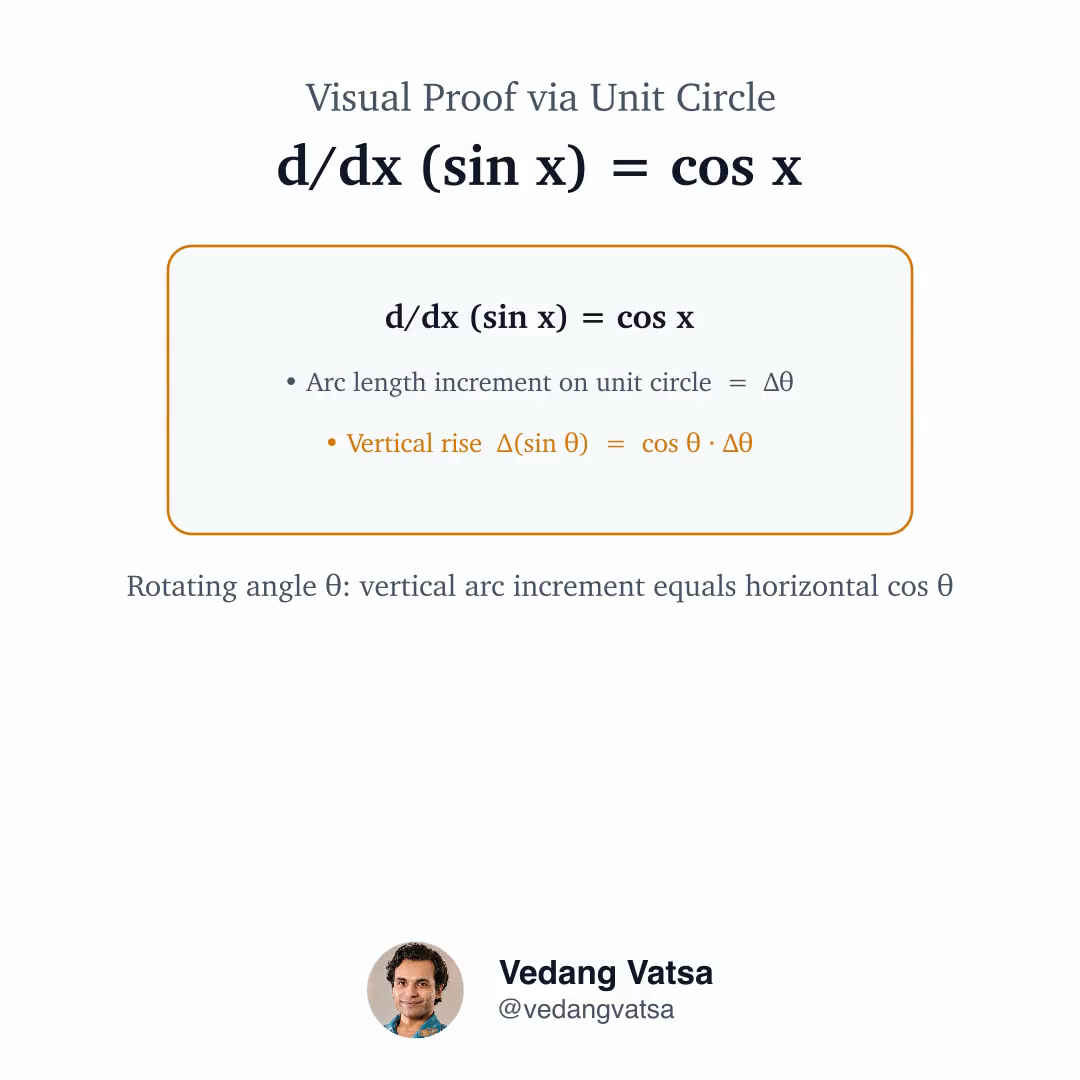 Visual Proof via Unit Circle
d/dx (sin x) = cos x
d/dx (sin x) = cos x
• Arc length increment on unit circle = Δθ
• Vertical rise Δ(sin θ) = cos θ · Δθ
Rotating angle θ: vertical arc increment equals horizontal cos θ
Vedang Vatsa
@vedangvatsa